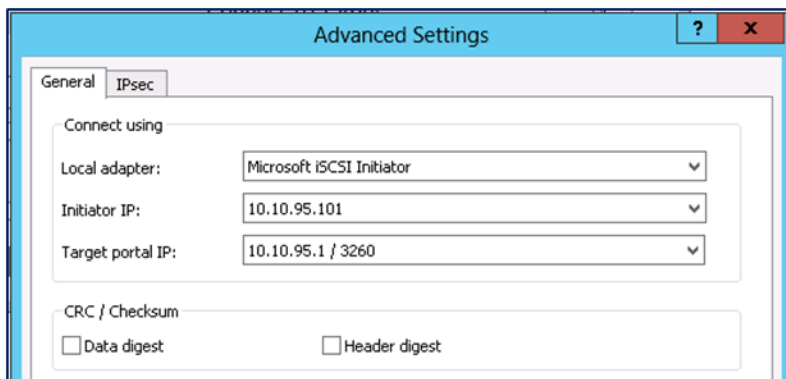 Advanced Settings
? x
General IPsec
Connect using
Local adapter: Microsoft iSCSI Initiator
Initiator IP: 10.10.95.101
Target portal IP: 10.10.95.1 / 3260
CRC / Checksum
Data digest Header digest